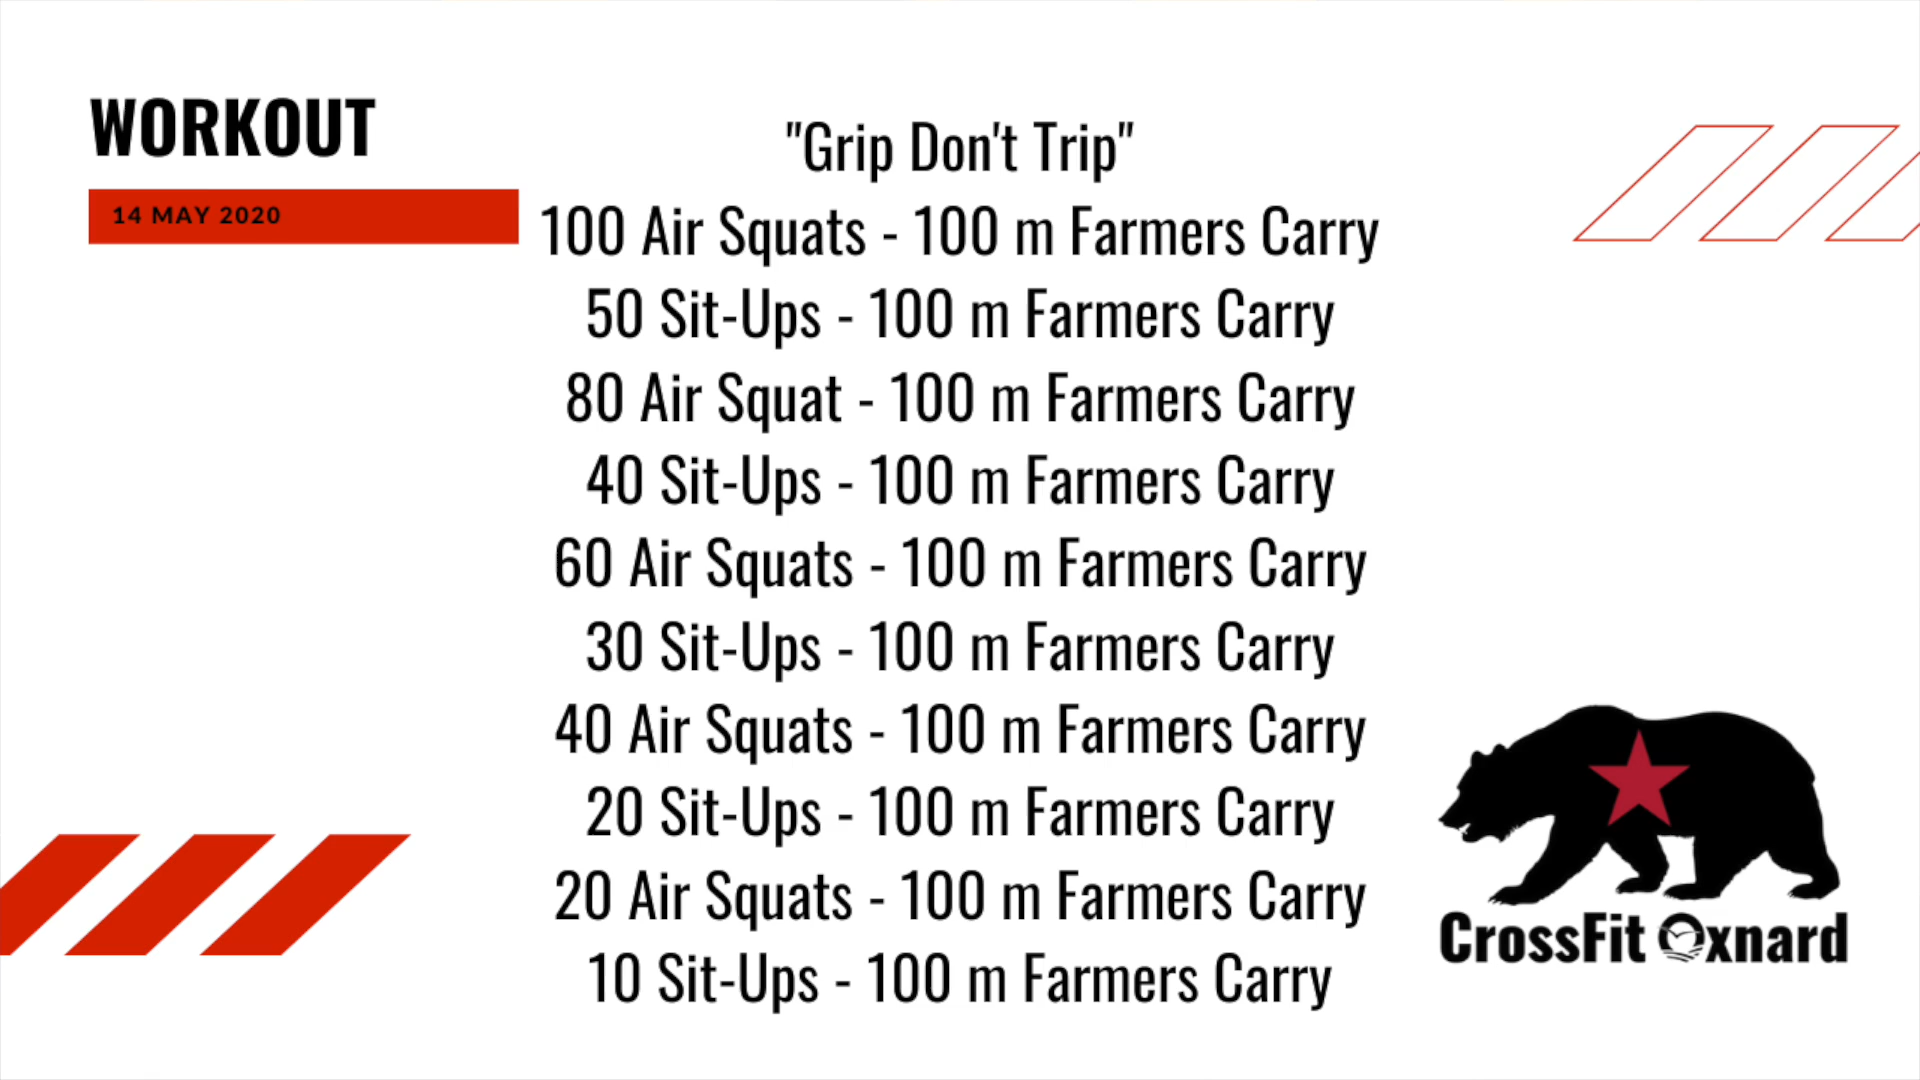 WORKOUT
14 MAY 2020
"Grip Don't Trip"
100 Air Squats - 100 m Farmers Carry
50 Sit-Ups - 100 m Farmers Carry
80 Air Squat - 100 m Farmers Carry
40 Sit-Ups - 100 m Farmers Carry
60 Air Squats - 100 m Farmers Carry
30 Sit-Ups - 100 m Farmers Carry
40 Air Squats - 100 m Farmers Carry
20 Sit-Ups - 100 m Farmers Carry
20 Air Squats - 100 m Farmers Carry
10 Sit-Ups - 100 m Farmers Carry
CrossFit Oxnard